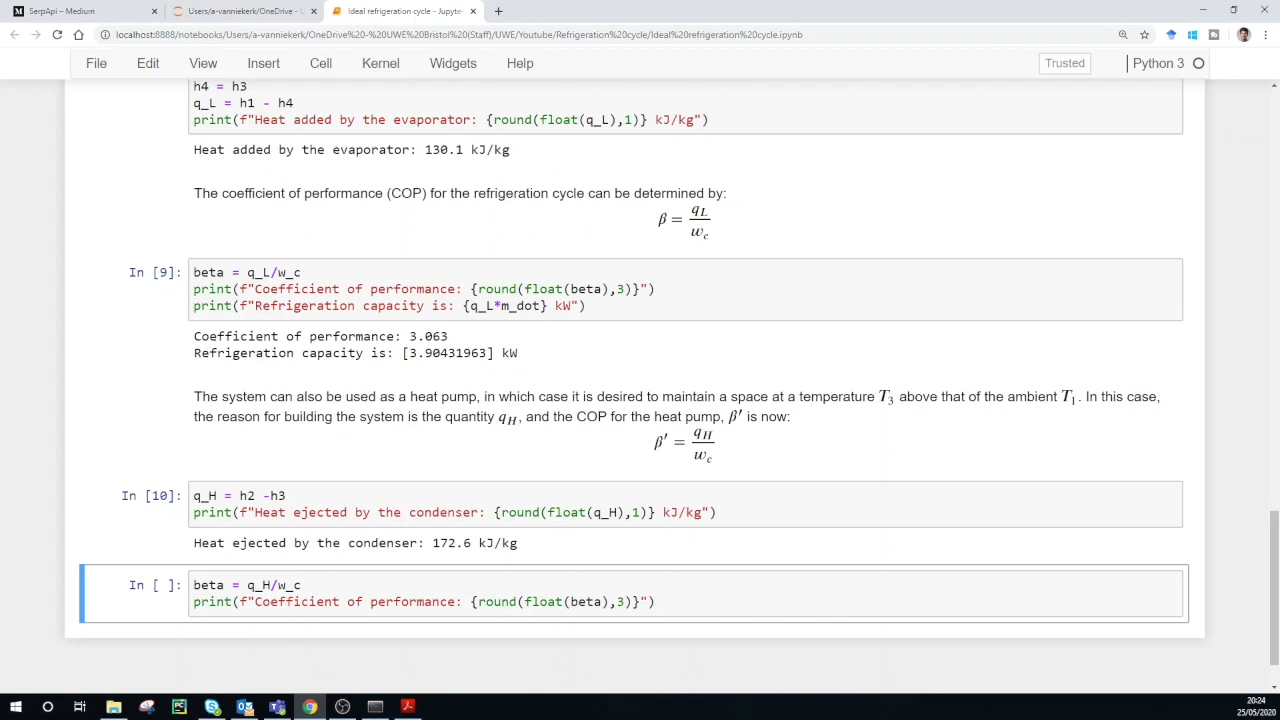 SerpApi – Medium
Users/a-vanniekerk/OneDrive - U
Ideal refrigeration cycle - Jupyter
localhost:8888/notebooks/Users/a-vanniekerk/OneDrive%20-%20UWE%20Bristol%20(Staff)/UWE/Youtube/Refrigeration%20cycle/Ideal%20refrigeration%20cycle.ipynb
File Edit View Insert Cell Kernel Widgets Help Trusted Python 3
h4 = h3
q_L = h1 - h4
print(f"Heat added by the evaporator: {round(float(q_L),1)} kJ/kg")
Heat added by the evaporator: 130.1 kJ/kg
The coefficient of performance (COP) for the refrigeration cycle can be determined by:
β = q_L / w_c
In [9]: beta = q_L/w_c
print(f"Coefficient of performance: {round(float(beta),3)}")
print(f"Refrigeration capacity is: {q_L*m_dot} kW")
Coefficient of performance: 3.063
Refrigeration capacity is: [3.90431963] kW
The system can also be used as a heat pump, in which case it is desired to maintain a space at a temperature T₃ above that of the ambient T₁. In this case,
the reason for building the system is the quantity q_H, and the COP for the heat pump, β′ is now:
β′ = q_H / w_c
In [10]: q_H = h2 -h3
print(f"Heat ejected by the condenser: {round(float(q_H),1)} kJ/kg")
Heat ejected by the condenser: 172.6 kJ/kg
In [ ]: beta = q_H/w_c
print(f"Coefficient of performance: {round(float(beta),3)}")
20:24
25/05/2020